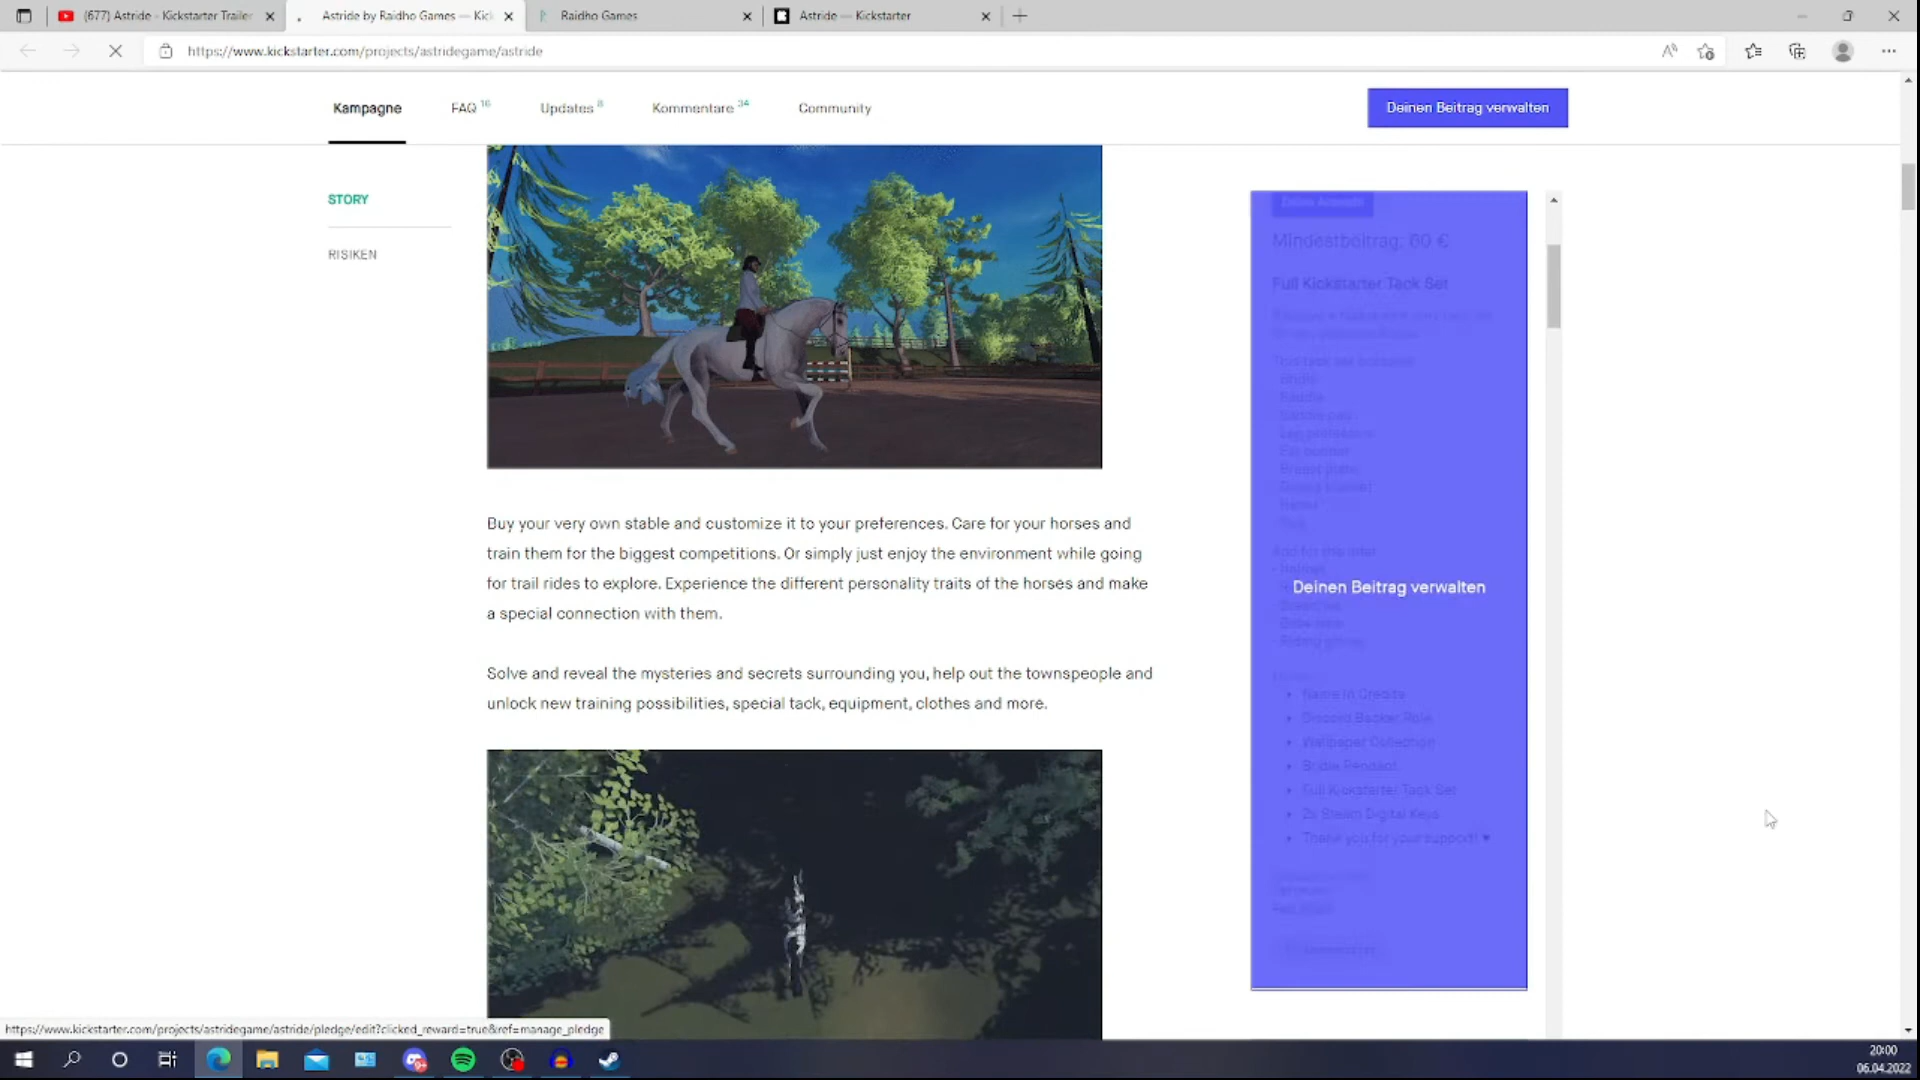 (677) Astride - Kickstarter Trailer
Astride by Raidho Games — Kic
Raidho Games
Astride — Kickstarter
https://www.kickstarter.com/projects/astridegame/astride
Kampagne
FAQ 16
Updates 8
Kommentare 34
Community
Deinen Beitrag verwalten
STORY
RISIKEN
Mindestbeitrag: 60 €
Full Kickstarter Tack Set
Buy your very own stable and customize it to your preferences. Care for your horses and
train them for the biggest competitions. Or simply just enjoy the environment while going
for trail rides to explore. Experience the different personality traits of the horses and make
a special connection with them.
Solve and reveal the mysteries and secrets surrounding you, help out the townspeople and
unlock new training possibilities, special tack, equipment, clothes and more.
Deinen Beitrag verwalten
- Riding gloves
Name in Credits
Discord Backer Role
Wallpaper Collection
Bridle Pendant
Full Kickstarter Tack Set
2x Steam Digital Keys
Thank you for your support! ♥
https://www.kickstarter.com/projects/astridegame/astride/pledge/edit?clicked_reward=true&ref=manage_pledge
20:00
06.04.2022